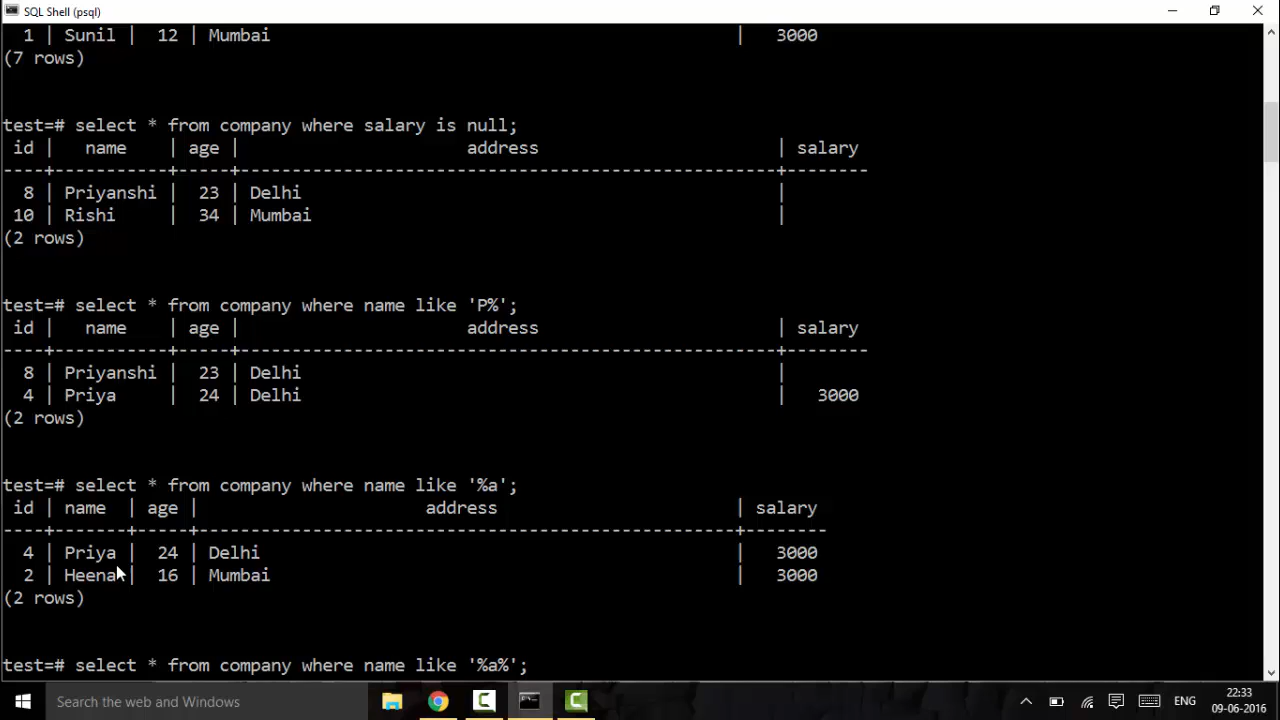 SQL Shell (psql)
1 | Sunil | 12 | Mumbai | 3000
(7 rows)
test=# select * from company where salary is null;
id | name | age | address | salary
----+-----------+-----+----------------------------------------------------+--------
8 | Priyanshi | 23 | Delhi |
10 | Rishi | 34 | Mumbai |
(2 rows)
test=# select * from company where name like 'P%';
id | name | age | address | salary
----+-----------+-----+----------------------------------------------------+--------
8 | Priyanshi | 23 | Delhi |
4 | Priya | 24 | Delhi | 3000
(2 rows)
test=# select * from company where name like '%a';
id | name | age | address | salary
----+-------+-----+----------------------------------------------------+--------
4 | Priya | 24 | Delhi | 3000
2 | Heena | 16 | Mumbai | 3000
(2 rows)
test=# select * from company where name like '%a%';
Search the web and Windows
ENG
22:33
09-06-2016